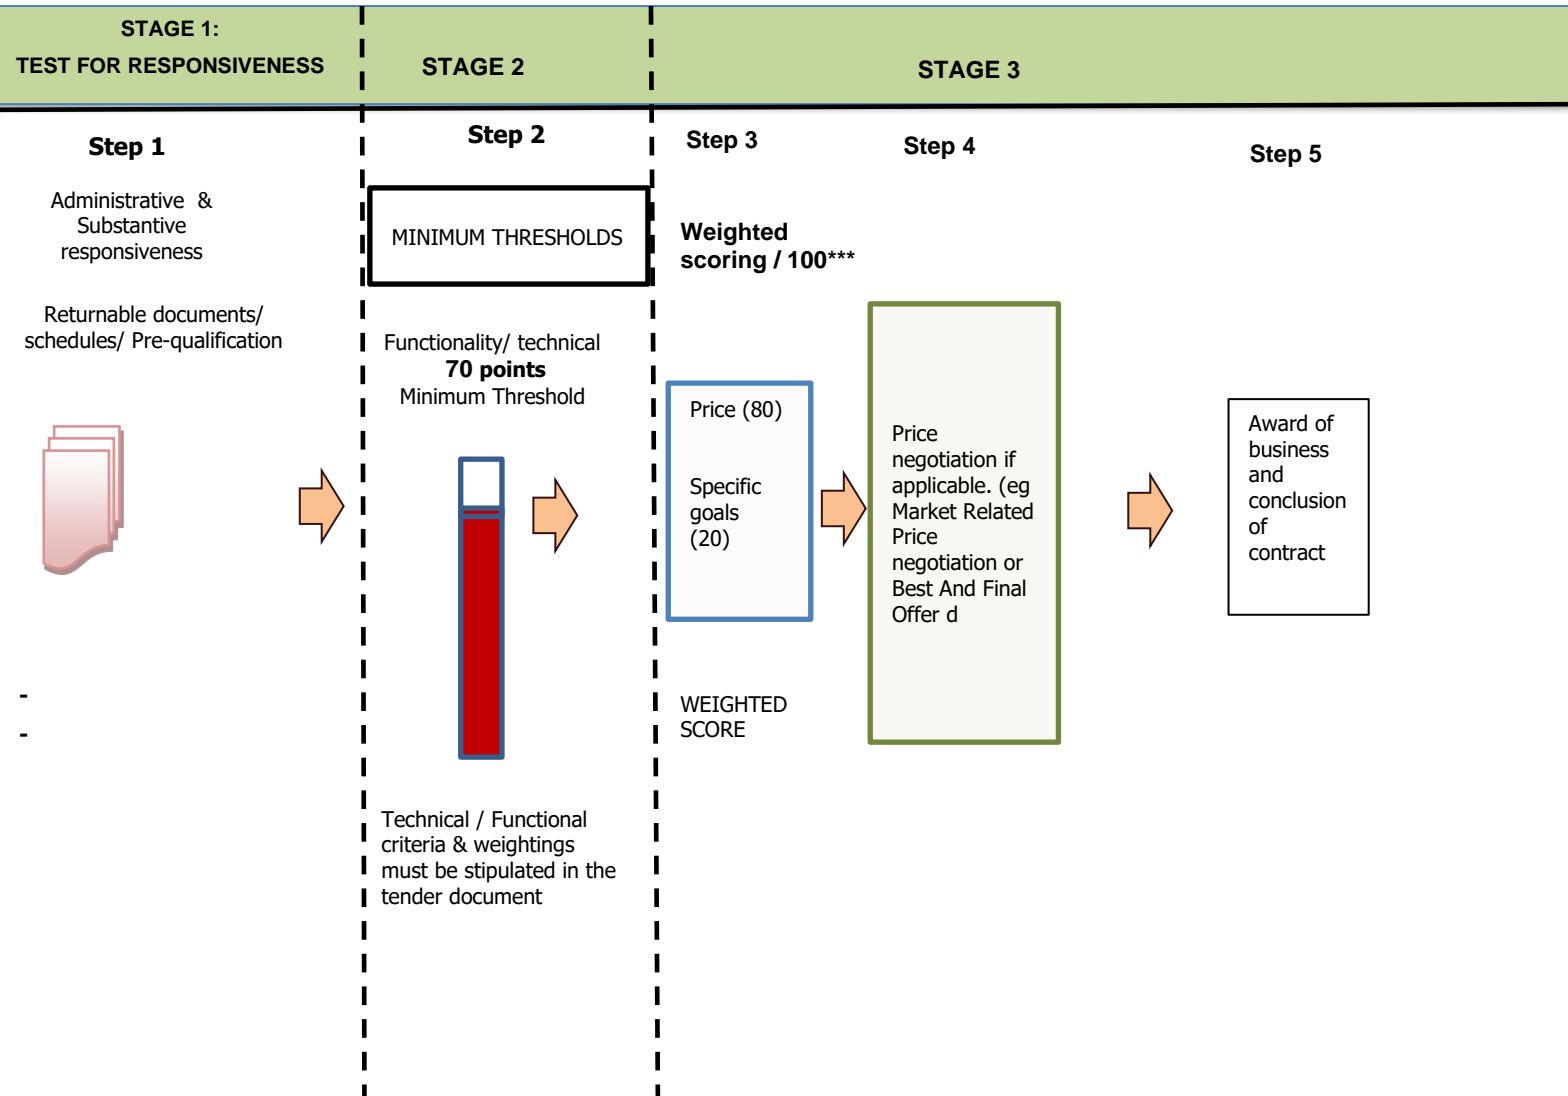 STAGE 1:
TEST FOR RESPONSIVENESS
STAGE 2
STAGE 3
Step 1
Administrative &
Substantive
responsiveness
Returnable documents/
schedules/ Pre-qualification
-
-
Step 2
MINIMUM THRESHOLDS
Functionality/ technical
70 points
Minimum Threshold
Technical / Functional
criteria & weightings
must be stipulated in the
tender document
Step 3
Weighted
scoring / 100***
Price (80)
Specific
goals
(20)
WEIGHTED
SCORE
Step 4
Price
negotiation if
applicable. (eg
Market Related
Price
negotiation or
Best And Final
Offer d
Step 5
Award of
business
and
conclusion
of
contract